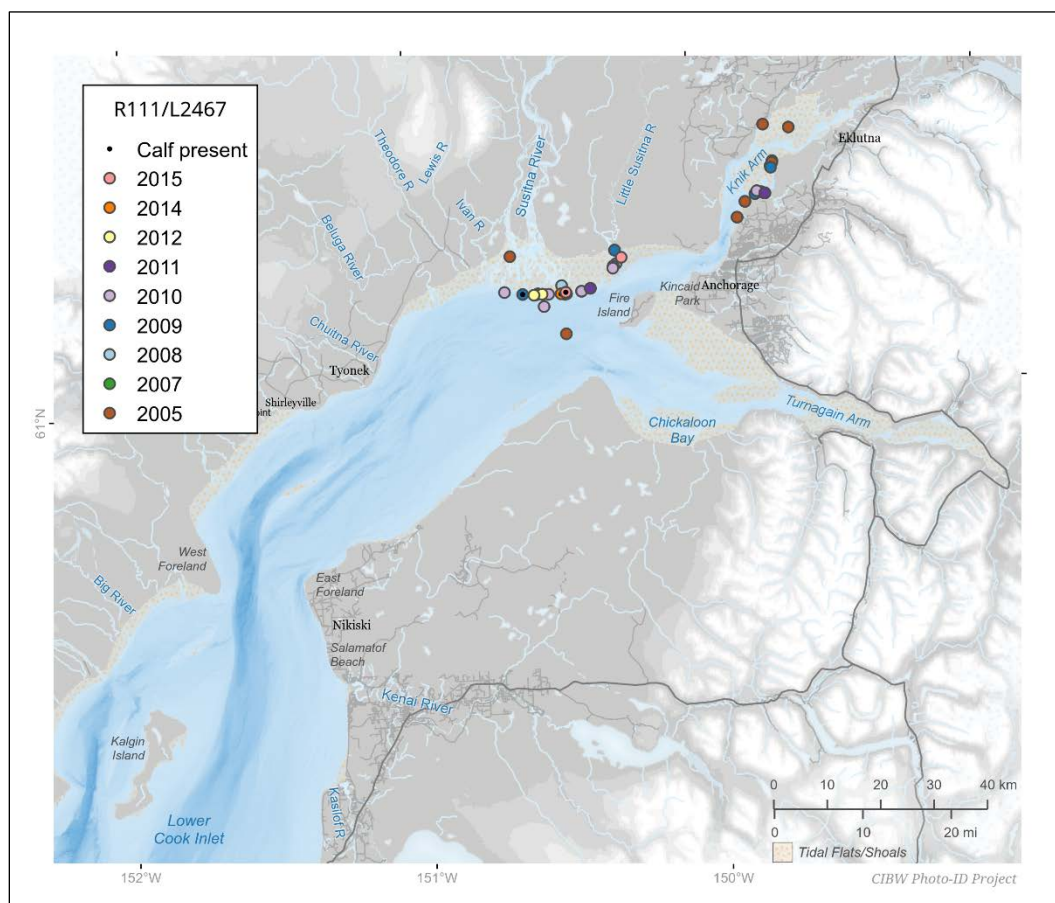 R111/L2467
Calf present
2015
2014
2012
2011
2010
2009
2008
2007
2005
Theodore R
Lewis R
Ivan R
Susitna River
Little Susitna R
Beluga River
Chuitna River
Tyonek
Shirleyville
oint
Knik Arm
Eklutna
Anchorage
Kincaid
Park
Fire
Island
Chickaloon
Bay
Turnagain Arm
61°N
West
Foreland
Big River
East
Foreland
Nikiski
Salamatof
Beach
Kenai River
Kalgin
Island
Kasilof R
Lower
Cook Inlet
0 10 20 30 40 km
0 10 20 mi
Tidal Flats/Shoals
CIBW Photo-ID Project
152°W 151°W 150°W